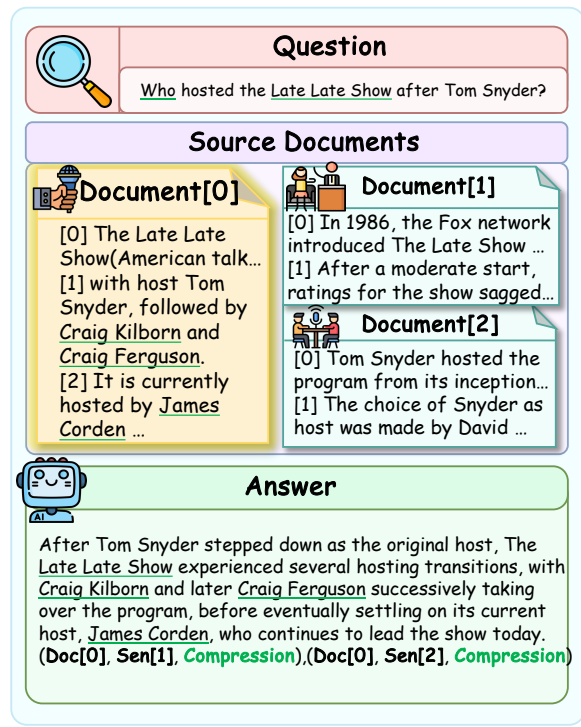 Question
Who hosted the Late Late Show after Tom Snyder?
Source Documents
Document[0]
[0] The Late Late
Show(American talk...
[1] with host Tom
Snyder, followed by
Craig Kilborn and
Craig Ferguson.
[2] It is currently
hosted by James
Corden ...
Document[1]
[0] In 1986, the Fox network
introduced The Late Show ...
[1] After a moderate start,
ratings for the show sagged...
Document[2]
[0] Tom Snyder hosted the
program from its inception...
[1] The choice of Snyder as
host was made by David ...
AI
Answer
After Tom Snyder stepped down as the original host, The
Late Late Show experienced several hosting transitions, with
Craig Kilborn and later Craig Ferguson successively taking
over the program, before eventually settling on its current
host, James Corden, who continues to lead the show today.
(Doc[0], Sen[1], Compression),(Doc[0], Sen[2], Compression)